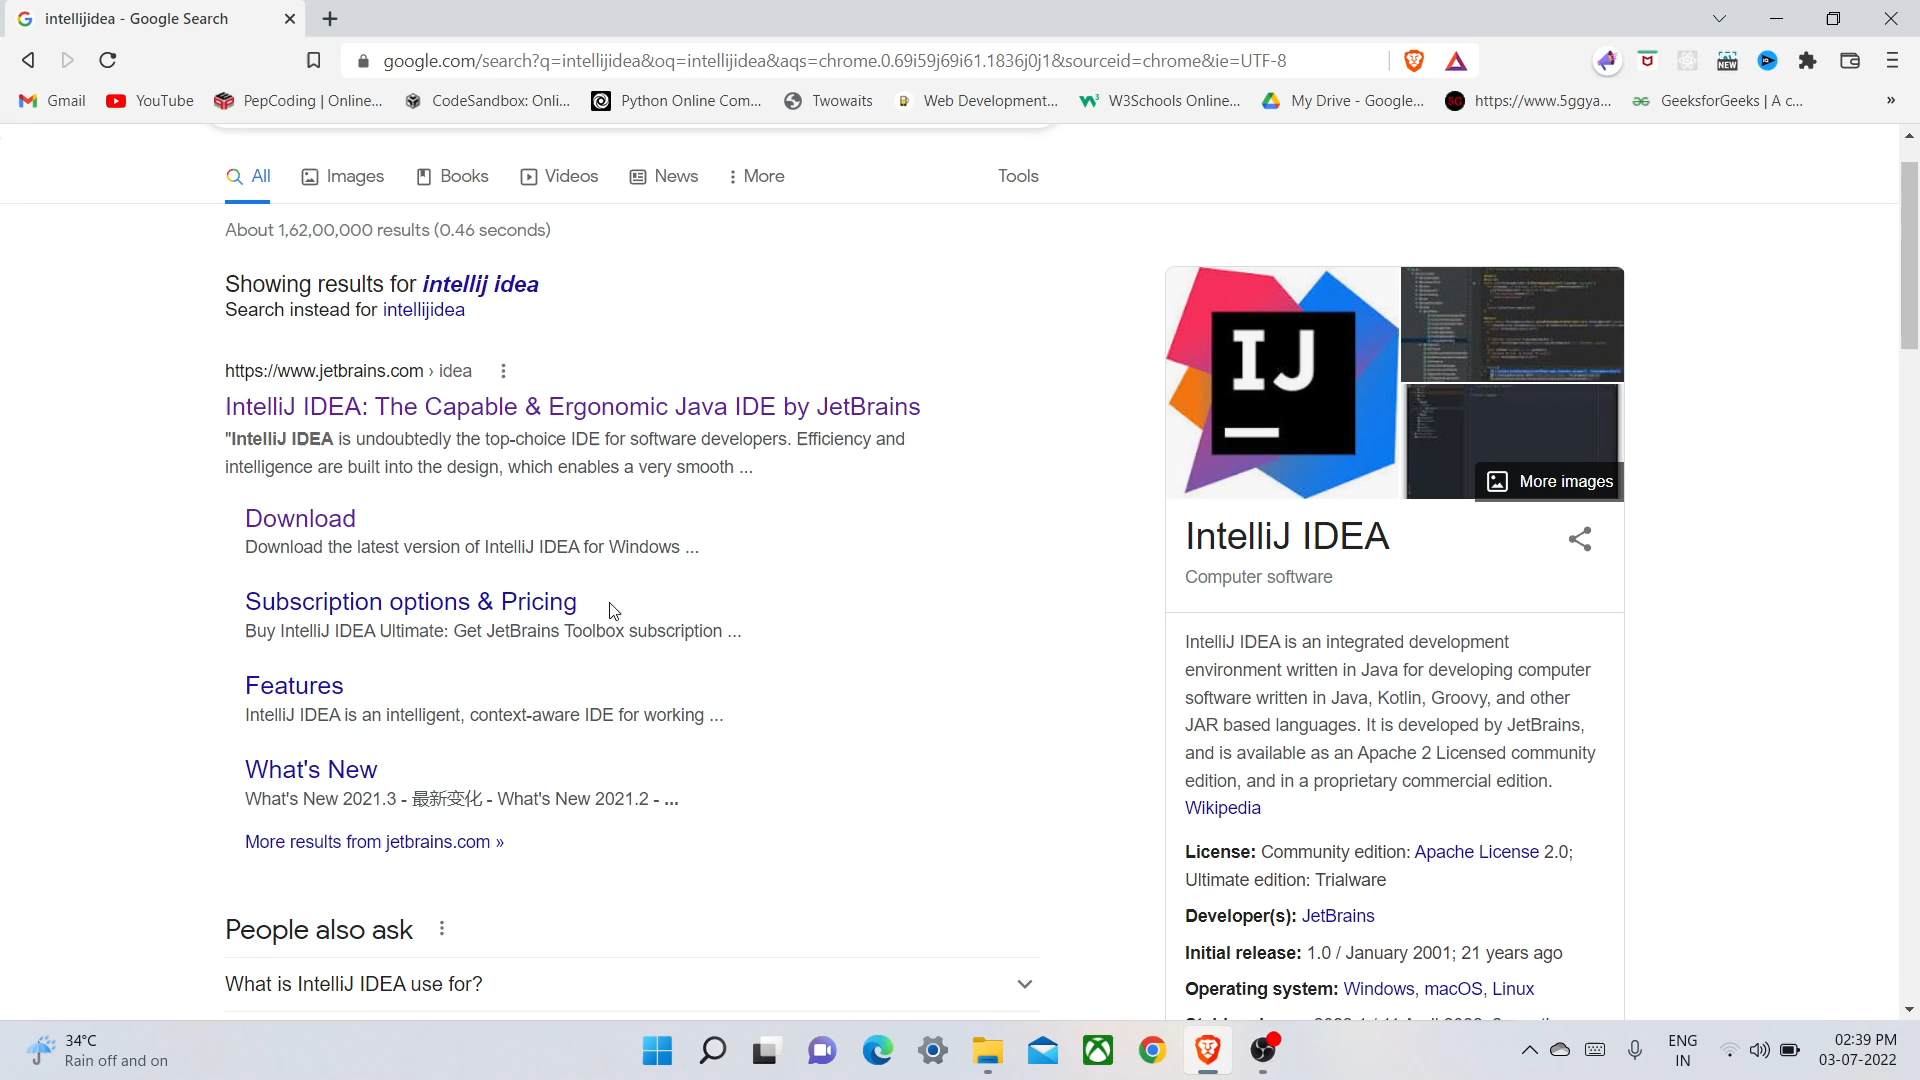 intellijidea - Google Search
google.com/search?q=intellijidea&oq=intellijidea&aqs=chrome.0.69i59j69i61.1836j0j1&sourceid=chrome&ie=UTF-8
NEW
Gmail YouTube PepCoding | Online... CodeSandbox: Onli... Python Online Com... Twowaits Web Development... W3Schools Online... My Drive - Google... https://www.5ggya... GeeksforGeeks | A c... »
All Images Books Videos News More Tools
About 1,62,00,000 results (0.46 seconds)
Showing results for intellij idea
Search instead for intellijidea
https://www.jetbrains.com › idea
IntelliJ IDEA: The Capable & Ergonomic Java IDE by JetBrains
"IntelliJ IDEA is undoubtedly the top-choice IDE for software developers. Efficiency and
intelligence are built into the design, which enables a very smooth ...
Download
Download the latest version of IntelliJ IDEA for Windows ...
Subscription options & Pricing
Buy IntelliJ IDEA Ultimate: Get JetBrains Toolbox subscription ...
Features
IntelliJ IDEA is an intelligent, context-aware IDE for working ...
What's New
What's New 2021.3 - 最新变化 - What's New 2021.2 - ...
More results from jetbrains.com »
People also ask
What is IntelliJ IDEA use for?
IJ
More images
IntelliJ IDEA
Computer software
IntelliJ IDEA is an integrated development
environment written in Java for developing computer
software written in Java, Kotlin, Groovy, and other
JAR based languages. It is developed by JetBrains,
and is available as an Apache 2 Licensed community
edition, and in a proprietary commercial edition.
Wikipedia
License: Community edition: Apache License 2.0;
Ultimate edition: Trialware
Developer(s): JetBrains
Initial release: 1.0 / January 2001; 21 years ago
Operating system: Windows, macOS, Linux
34°C
Rain off and on
ENG
IN
02:39 PM
03-07-2022